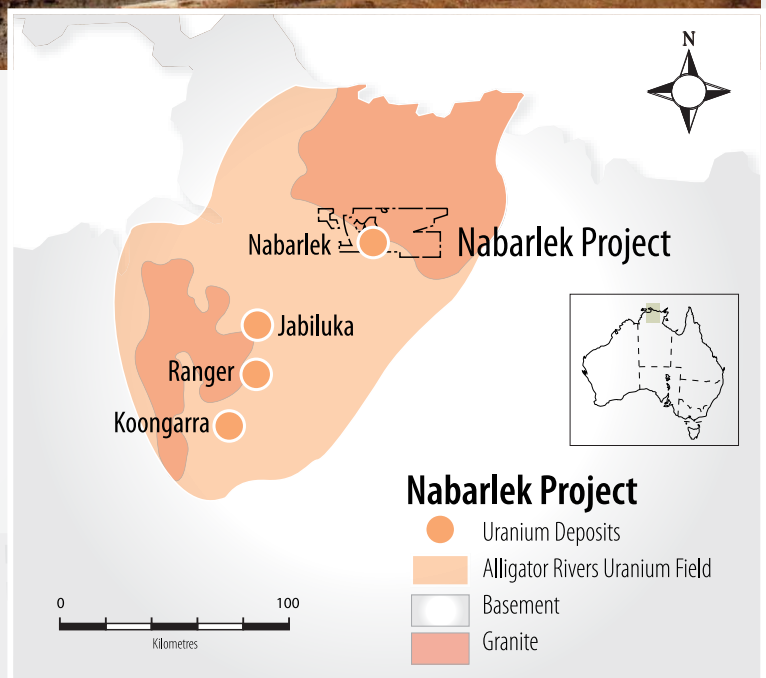 N
Nabarlek
Nabarlek Project
Jabiluka
Ranger
Koongarra
Nabarlek Project
Uranium Deposits
Alligator Rivers Uranium Field
Basement
Granite
0 100
Kilometres